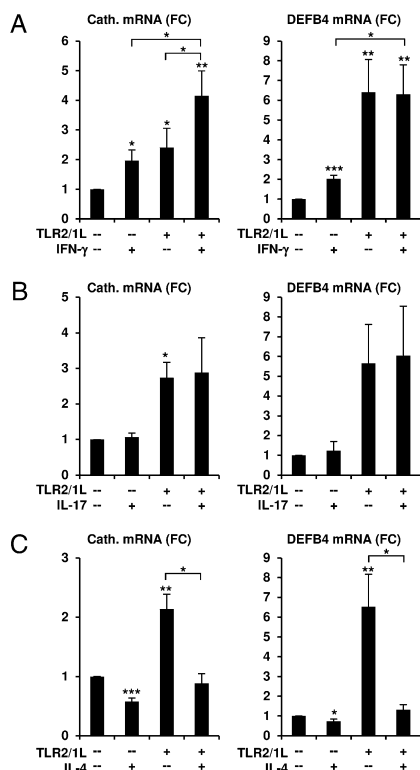 A
Cath. mRNA (FC) DEFB4 mRNA (FC)
6 9
* *
5 8
* ** ** **
7
4 6
3 * 5
* 4
2 *** 3
1 2
1
0 0
TLR2/1L -- -- + + TLR2/1L -- -- + +
IFN-γ -- + -- + IFN-γ -- + -- +
B
Cath. mRNA (FC) DEFB4 mRNA (FC)
5 9
8
4 7
* 6
3 5
4
2 3
1 2
1
0 0
TLR2/1L -- -- + + TLR2/1L -- -- + +
IL-17 -- + -- + IL-17 -- + -- +
C
Cath. mRNA (FC) DEFB4 mRNA (FC)
3 9
* *
** 8 **
7
2 6
5
*** 4
1 3
2 *
1
0 0
TLR2/1L -- -- + + TLR2/1L -- -- + +
IL-4 -- + -- + IL-4 -- + -- +